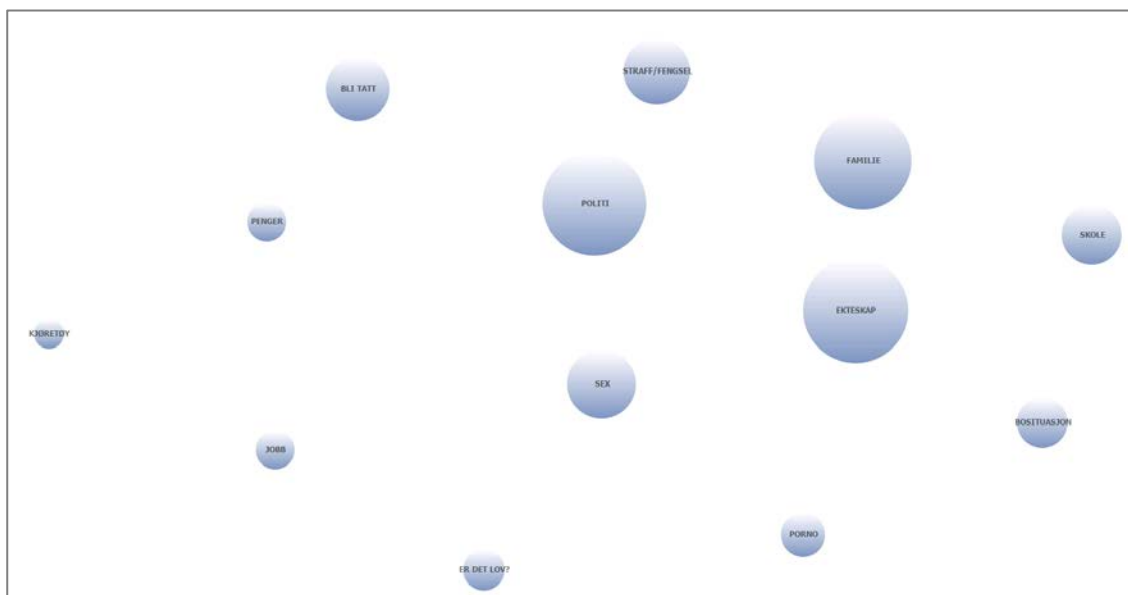 STRAFF/FENGSEL
BLI TATT
FAMILIE
POLITI
PENGER
SKOLE
EKTESKAP
KJØRETØY
SEX
BOSITUASJON
JOBB
PORNO
ER DET LOV?